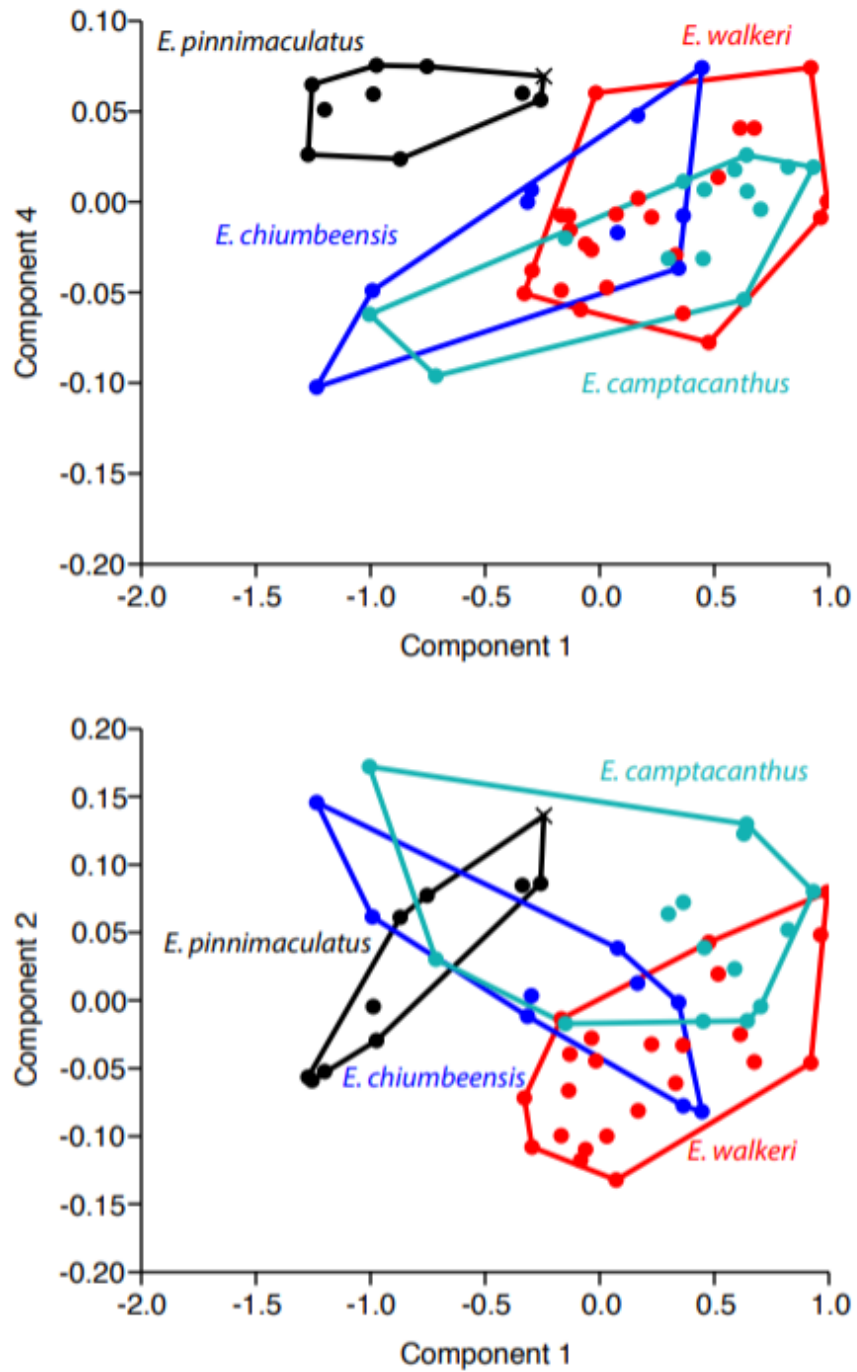 0.10
E. pinnimaculatus
E. walkeri
0.05
0.00
E. chiumbeensis
-0.05
Component 4
-0.10
E. camptacanthus
-0.15
-0.20
-2.0 -1.5 -1.0 -0.5 0.0 0.5 1.0
Component 1
0.20
E. camptacanthus
0.15
0.10
0.05
E. pinnimaculatus
0.00
Component 2
-0.05
E. chiumbeensis
-0.10
E. walkeri
-0.15
-0.20
-2.0 -1.5 -1.0 -0.5 0.0 0.5 1.0
Component 1